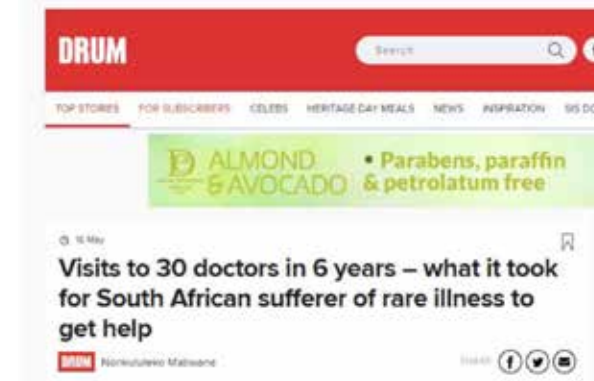 DRUM
Search
TOP STORIES FOR SUBSCRIBERS CELEBS HERITAGE DAY MEALS NEWS INSPIRATION SIS DO
ALMOND
& AVOCADO
• Parabens, paraffin
& petrolatum free
16 May
Visits to 30 doctors in 6 years – what it took
for South African sufferer of rare illness to
get help
DRUM
SHARE